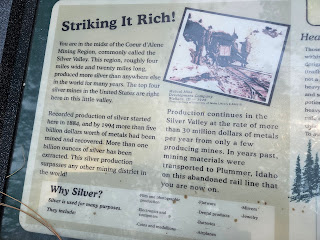 Striking It Rich!
You are in the midst of the Coeur d'Alene
Mining Region, commonly called the
Silver Valley. This region, roughly four
miles wide and twenty miles long,
produced more silver than anywhere else
in the world for many years. The top four
silver mines in the United States are right
here in this little valley.
Recorded production of silver started
here in 1884, and by 1994 more than five
billion dollars worth of metals had been
mined and recovered. More than one
billion ounces of silver has been
extracted. This silver production
surpasses any other mining district in
the world!
Production continues in the
Silver Valley at the rate of more
than 30 million dollars of metals
per year from only a few
producing mines. In years past,
mining materials were
transported to Plummer, Idaho
on this abandoned rail line that
you are now on.
Why Silver?
Silver is used for many purposes.
They include:
Coins and medallions
Batteries
Dental products
Mirrors
Jewelry